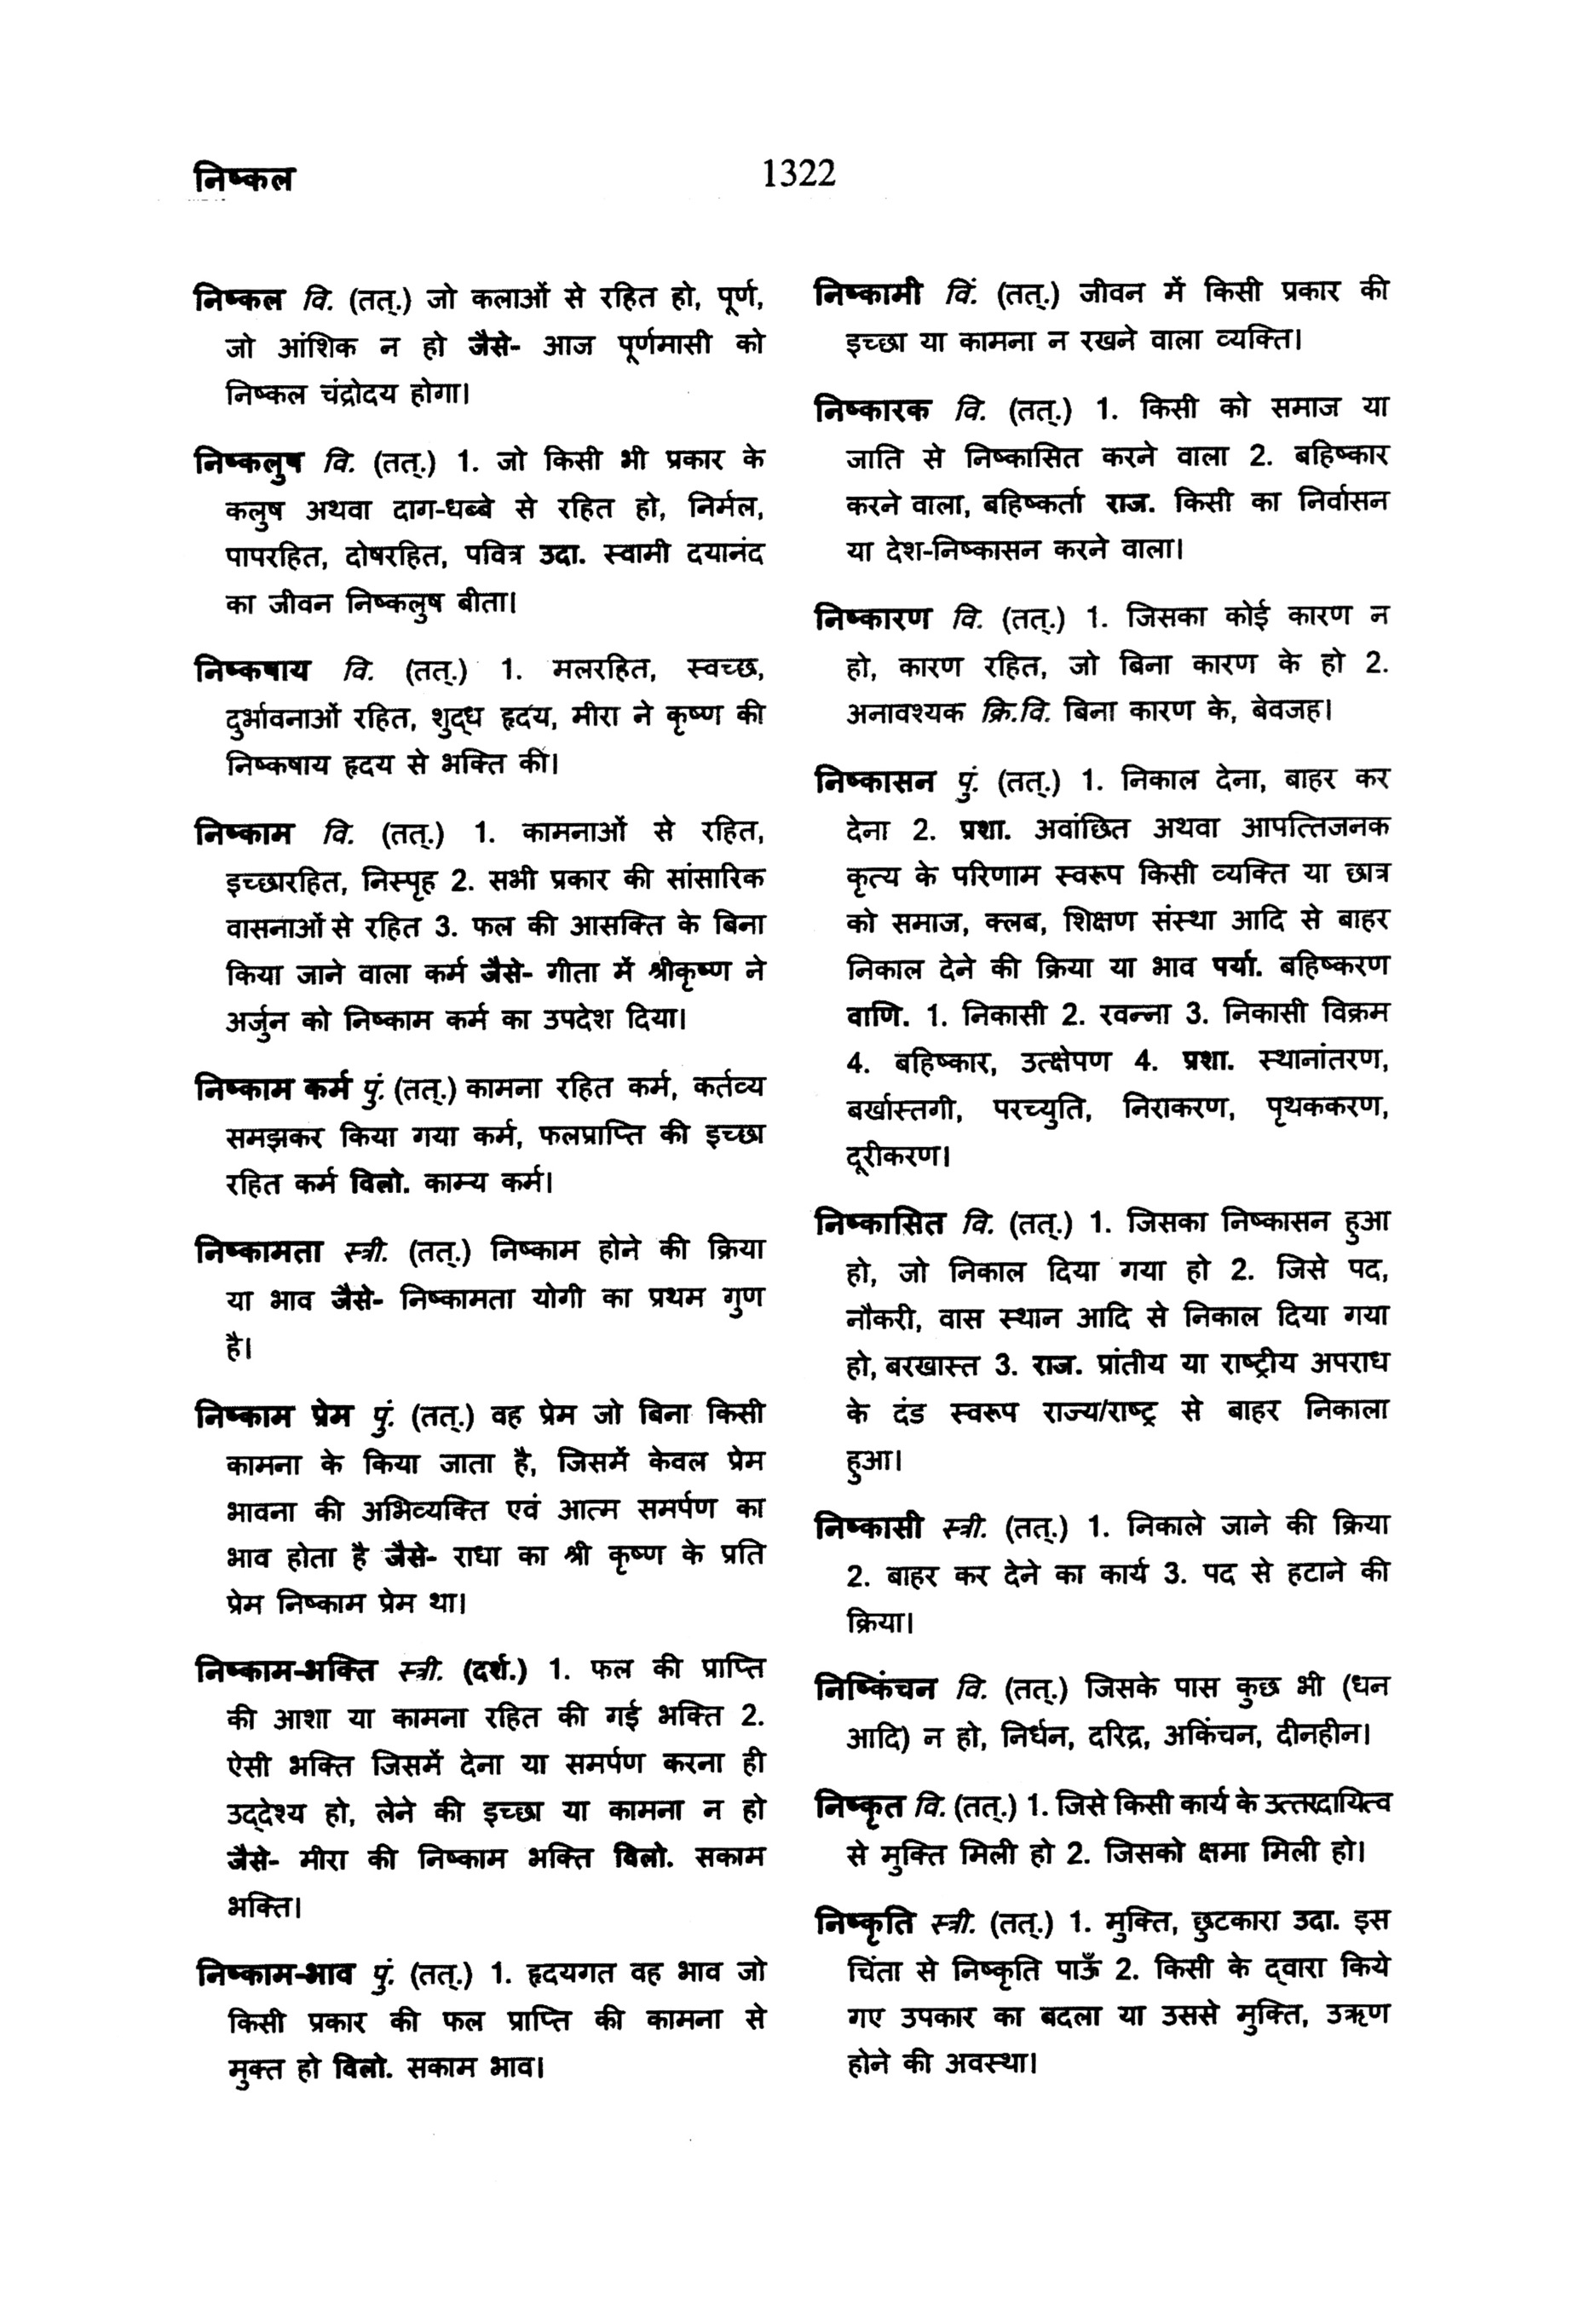 निष्कल
1322
निष्कल वि. (तत्.) जो कलाओं से रहित हो, पूर्ण,
जो आंशिक न हो जैसे- आज पूर्णमासी को
निष्कल चंद्रोदय होगा।
निष्कलुष वि. (तत्.) 1. जो किसी भी प्रकार के
कलुष अथवा दाग-धब्बे से रहित हो, निर्मल,
पापरहित, दोषरहित, पवित्र उदा. स्वामी दयानंद
का जीवन निष्कलुष बीता।
निष्कषाय वि. (तत्.) 1. मलरहित, स्वच्छ,
दुर्भावनाओं रहित, शुद्ध हृदय, मीरा ने कृष्ण की
निष्कषाय हृदय से भक्ति की।
निष्काम वि. (तत्.) 1. कामनाओं से रहित,
इच्छारहित, निस्पृह 2. सभी प्रकार की सांसारिक
वासनाओं से रहित 3. फल की आसक्ति के बिना
किया जाने वाला कर्म जैसे- गीता में श्रीकृष्ण ने
अर्जुन को निष्काम कर्म का उपदेश दिया।
निष्काम कर्म पुं. (तत्.) कामना रहित कर्म, कर्तव्य
समझकर किया गया कर्म, फलप्राप्ति की इच्छा
रहित कर्म विलो. काम्य कर्म।
निष्कामता स्त्री. (तत्.) निष्काम होने की क्रिया
या भाव जैसे- निष्कामता योगी का प्रथम गुण
है।
निष्काम प्रेम पुं. (तत्.) वह प्रेम जो बिना किसी
कामना के किया जाता है, जिसमें केवल प्रेम
भावना की अभिव्यक्ति एवं आत्म समर्पण का
भाव होता है जैसे- राधा का श्री कृष्ण के प्रति
प्रेम निष्काम प्रेम था।
निष्काम-भक्ति स्त्री. (दर्श.) 1. फल की प्राप्ति
की आशा या कामना रहित की गई भक्ति 2.
ऐसी भक्ति जिसमें देना या समर्पण करना ही
उद्देश्य हो, लेने की इच्छा या कामना न हो
जैसे- मीरा की निष्काम भक्ति विलो. सकाम
भक्ति।
निष्काम-भाव पुं. (तत्.) 1. हृदयगत वह भाव जो
किसी प्रकार की फल प्राप्ति की कामना से
मुक्त हो विलो. सकाम भाव।
निष्कामी विं. (तत्.) जीवन में किसी प्रकार की
इच्छा या कामना न रखने वाला व्यक्ति।
निष्कारक वि. (तत्.) 1. किसी को समाज या
जाति से निष्कासित करने वाला 2. बहिष्कार
करने वाला, बहिष्कर्ता राज. किसी का निर्वासन
या देश-निष्कासन करने वाला।
निष्कारण वि. (तत्.) 1. जिसका कोई कारण न
हो, कारण रहित, जो बिना कारण के हो 2.
अनावश्यक क्रि.वि. बिना कारण के, बेवजह।
निष्कासन पुं. (तत्.) 1. निकाल देना, बाहर कर
देना 2. प्रशा. अवांछित अथवा आपत्तिजनक
कृत्य के परिणाम स्वरूप किसी व्यक्ति या छात्र
को समाज, क्लब, शिक्षण संस्था आदि से बाहर
निकाल देने की क्रिया या भाव पर्या. बहिष्करण
वाणि. 1. निकासी 2. रवन्ना 3. निकासी विक्रम
4. बहिष्कार, उत्क्षेपण 4. प्रशा. स्थानांतरण,
बर्खास्तगी, परच्युति, निराकरण, पृथककरण,
दूरीकरण।
निष्कासित वि. (तत्.) 1. जिसका निष्कासन हुआ
हो, जो निकाल दिया गया हो 2. जिसे पद,
नौकरी, वास स्थान आदि से निकाल दिया गया
हो, बरखास्त 3. राज. प्रांतीय या राष्ट्रीय अपराध
के दंड स्वरूप राज्य/राष्ट्र से बाहर निकाला
हुआ।
निष्कासी स्त्री. (तत्.) 1. निकाले जाने की क्रिया
2. बाहर कर देने का कार्य 3. पद से हटाने की
क्रिया।
निष्किंचन वि. (तत्.) जिसके पास कुछ भी (धन
आदि) न हो, निर्धन, दरिद्र, अकिंचन, दीनहीन।
निष्कृत वि. (तत्.) 1. जिसे किसी कार्य के उत्तरदायित्व
से मुक्ति मिली हो 2. जिसको क्षमा मिली हो।
निष्कृति स्त्री. (तत्.) 1. मुक्ति, छुटकारा उदा. इस
चिंता से निष्कृति पाऊँ 2. किसी के द्वारा किये
गए उपकार का बदला या उससे मुक्ति, उऋण
होने की अवस्था।